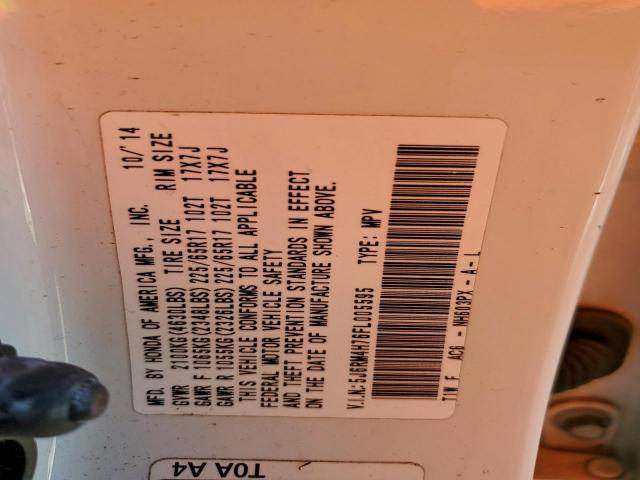 MFD. BY HONDA OF AMERICA MFG., INC. 10/'14
GVWR 2100KG(4630LBS) TIRE SIZE RIM SIZE
GAWR F 1065KG(2348LBS) 225/65R17 102T 17X7J
GAWR R 1055KG(2326LBS) 225/65R17 102T 17X7J
THIS VEHICLE CONFORMS TO ALL APPLICABLE
FEDERAL MOTOR VEHICLE SAFETY
AND THEFT PREVENTION STANDARDS IN EFFECT
ON THE DATE OF MANUFACTURE SHOWN ABOVE.
V.I.N:5J6RM4H76FL005595 TYPE: MPV
T1W E AC6 - NH603PX - A - L
T0A A4